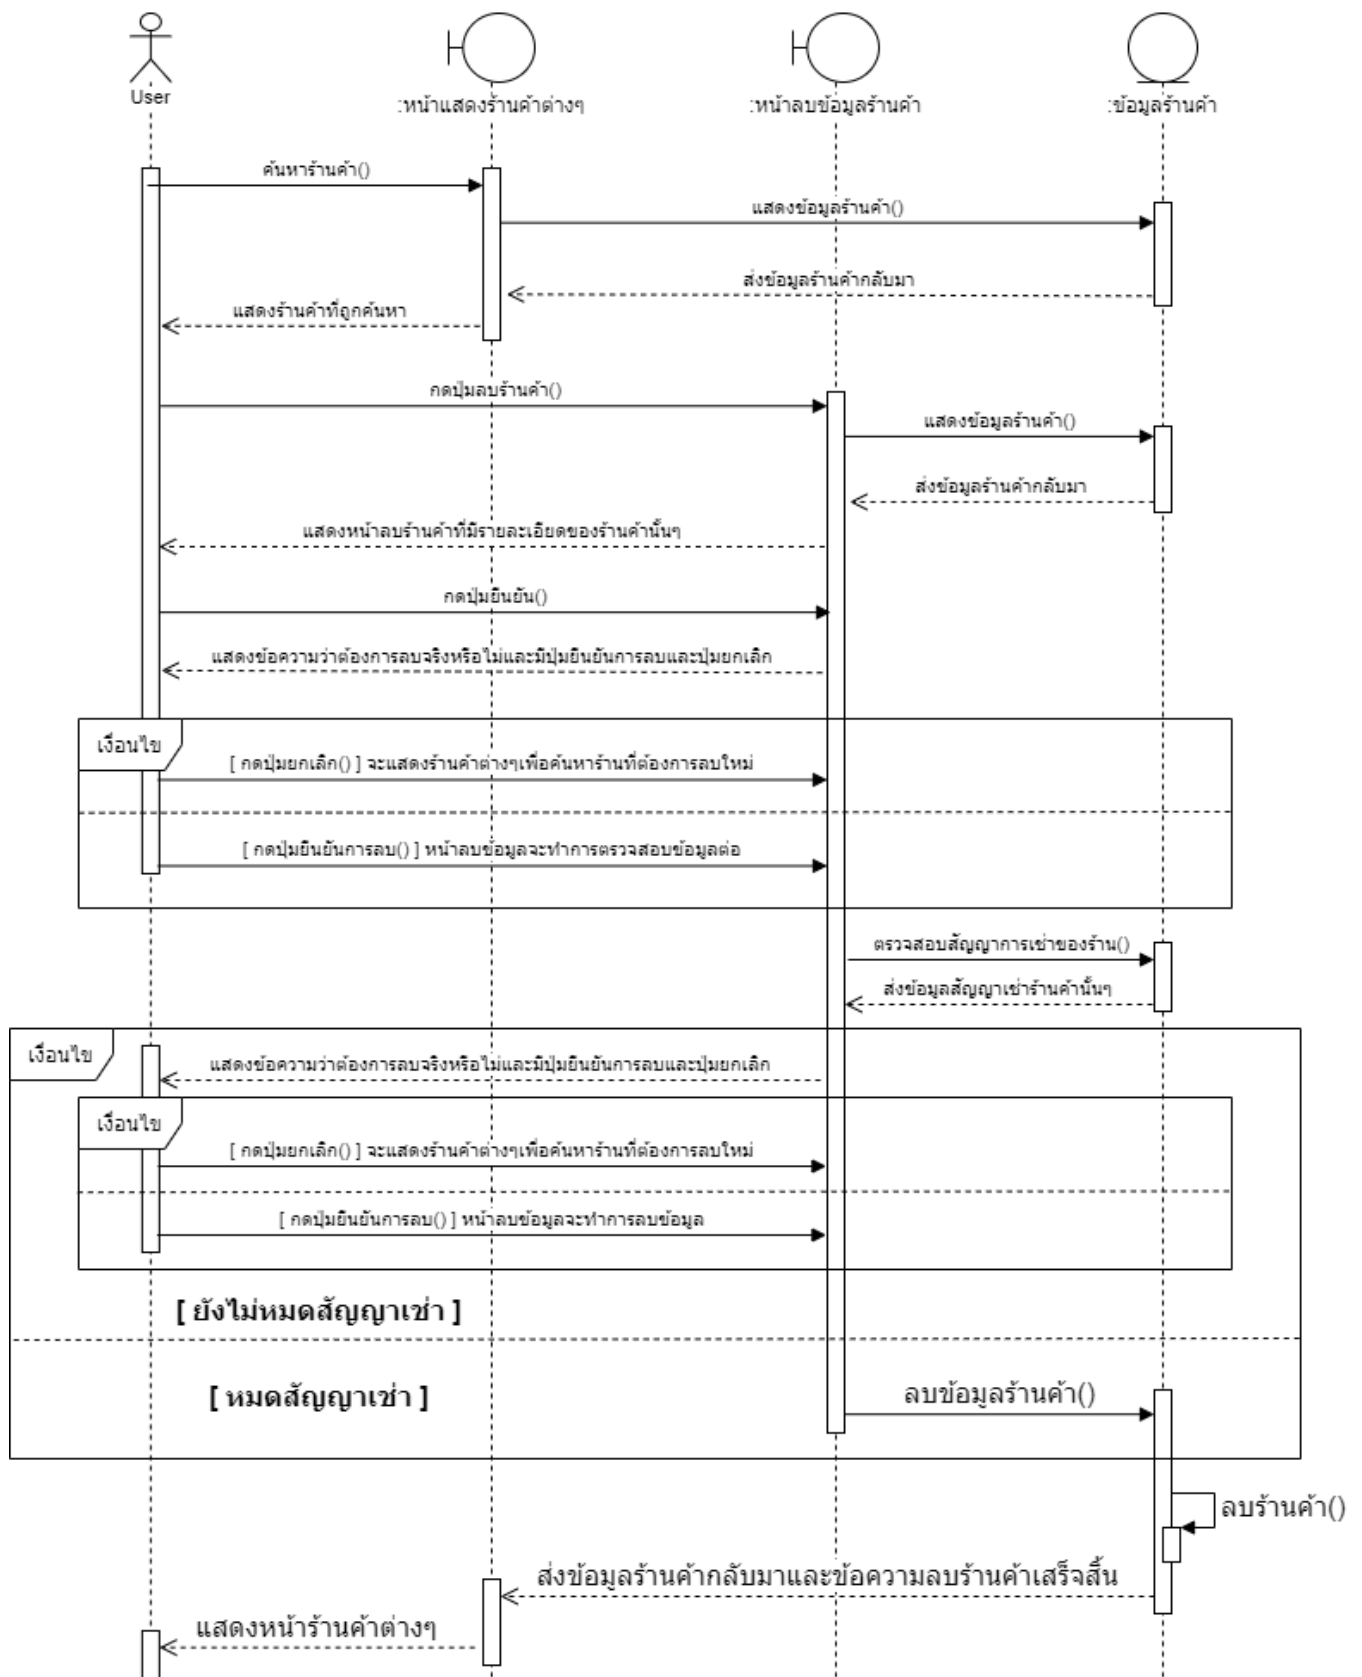 User
:หน้าแสดงร้านค้าต่างๆ
:หน้าลบข้อมูลร้านค้า
:ข้อมูลร้านค้า
ค้นหาร้านค้า()
แสดงข้อมูลร้านค้า()
ส่งข้อมูลร้านค้ากลับมา
แสดงร้านค้าที่ถูกค้นหา
กดปุ่มลบร้านค้า()
แสดงข้อมูลร้านค้า()
ส่งข้อมูลร้านค้ากลับมา
แสดงหน้าลบร้านค้าที่มีรายละเอียดของร้านค้านั้นๆ
กดปุ่มยืนยัน()
แสดงข้อความว่าต้องการลบจริงหรือไม่และมีปุ่มยืนยันการลบและปุ่มยกเลิก
เงื่อนไข
[ กดปุ่มยกเลิก() ] จะแสดงร้านค้าต่างๆเพื่อค้นหาร้านที่ต้องการลบใหม่
[ กดปุ่มยืนยันการลบ() ] หน้าลบข้อมูลจะทำการตรวจสอบข้อมูลต่อ
ตรวจสอบสัญญาการเช่าของร้าน()
ส่งข้อมูลสัญญาเช่าร้านค้านั้นๆ
เงื่อนไข
แสดงข้อความว่าต้องการลบจริงหรือไม่และมีปุ่มยืนยันการลบและปุ่มยกเลิก
เงื่อนไข
[ กดปุ่มยกเลิก() ] จะแสดงร้านค้าต่างๆเพื่อค้นหาร้านที่ต้องการลบใหม่
[ กดปุ่มยืนยันการลบ() ] หน้าลบข้อมูลจะทำการลบข้อมูล
[ ยังไม่หมดสัญญาเช่า ]
[ หมดสัญญาเช่า ]
ลบข้อมูลร้านค้า()
ลบร้านค้า()
ส่งข้อมูลร้านค้ากลับมาและข้อความลบร้านค้าเสร็จสิ้น
แสดงหน้าร้านค้าต่างๆ